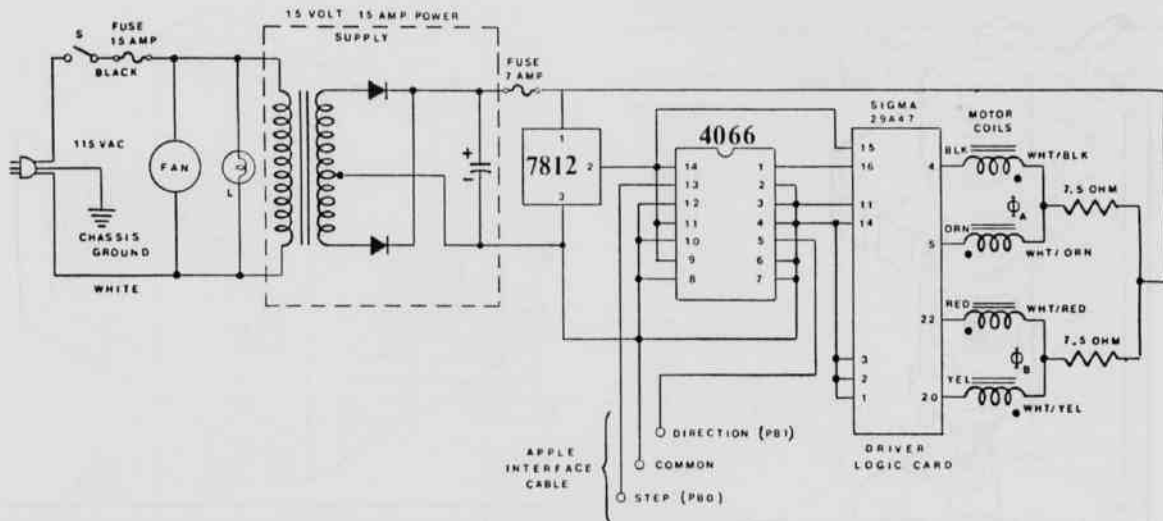 15 VOLT 15 AMP POWER
SUPPLY
S
FUSE
15 AMP
BLACK
115 VAC
FAN
L
CHASSIS
GROUND
WHITE
+
-
FUSE
7 AMP
1
7812
2
3
4066
14
13
12
11
10
9
8
1
2
3
4
5
6
7
SIGMA
29A47
15
16
11
14
3
2
1
4
5
22
20
DRIVER
LOGIC CARD
MOTOR
COILS
BLK
WHT/BLK
ΦA
7.5 OHM
ORN
WHT/ORN
RED
WHT/RED
ΦB
7.5 OHM
YEL
WHT/YEL
APPLE
INTERFACE
CABLE
DIRECTION (PB1)
COMMON
STEP (PB0)